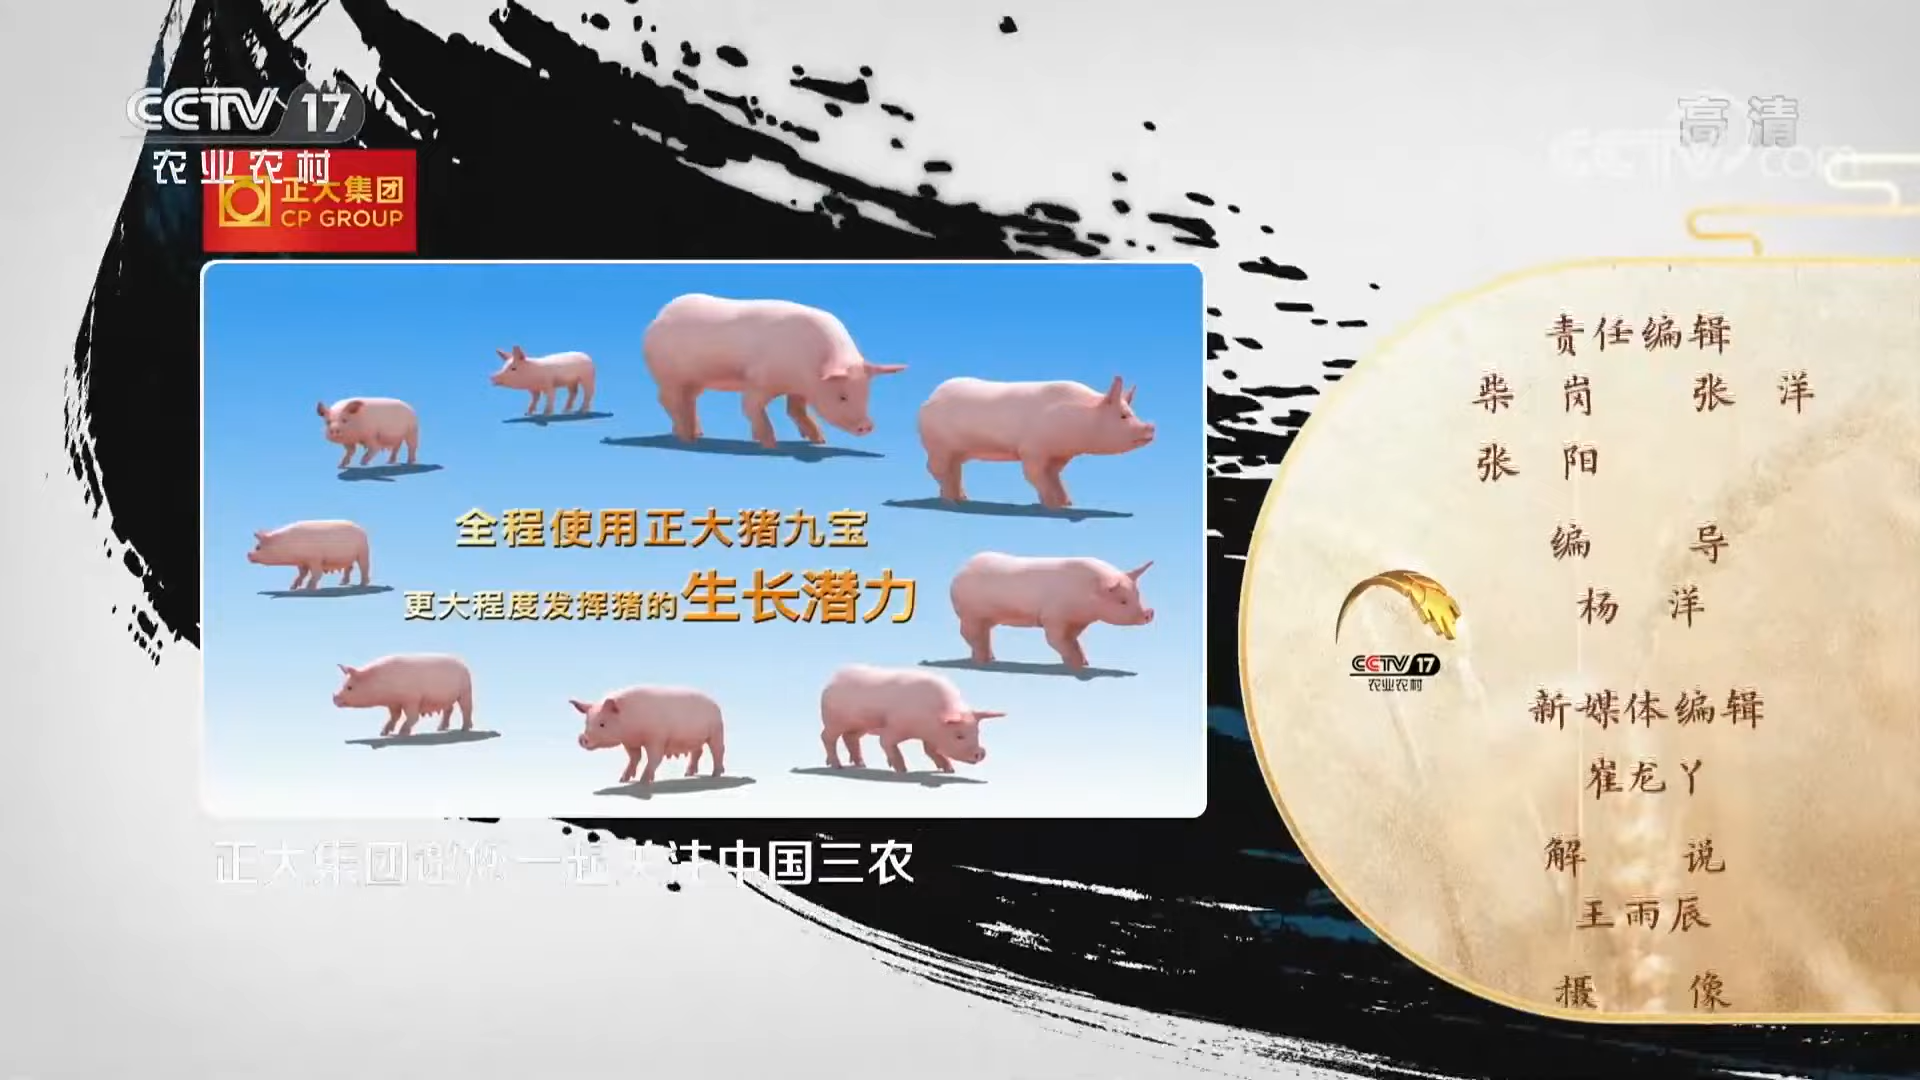 CCTV 17
农业农村
高清
CCTV.com
正大集团
CP GROUP
全程使用正大猪九宝
更大程度发挥猪的生长潜力
正大集团邀您一起关注中国三农
责任编辑
柴 岗 张 洋
张 阳
编 导
杨 洋
CCTV 17
农业农村
新媒体编辑
崔龙丫
解 说
王雨辰
摄 像